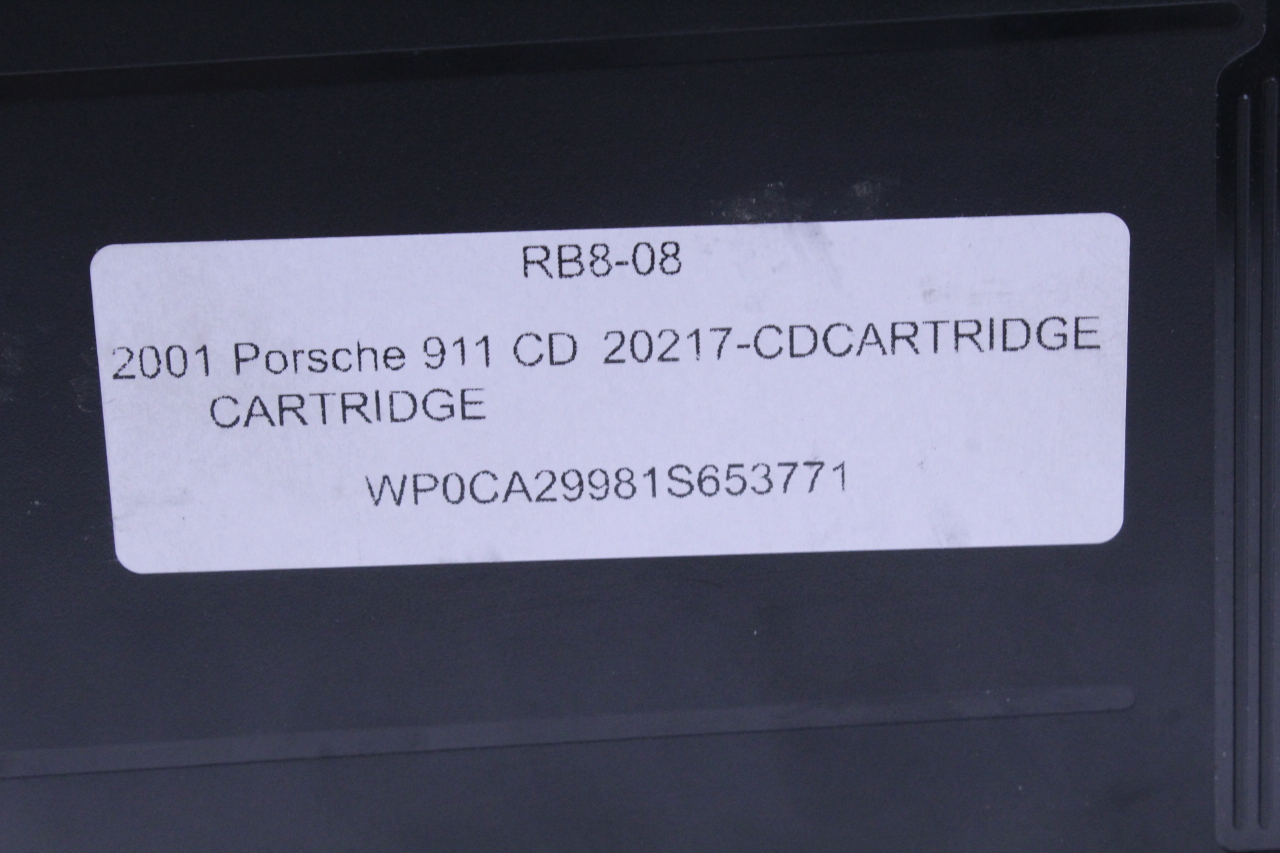 RB8-08
2001 Porsche 911 CD 20217-CDCARTRIDGE
CARTRIDGE
WP0CA29981S653771